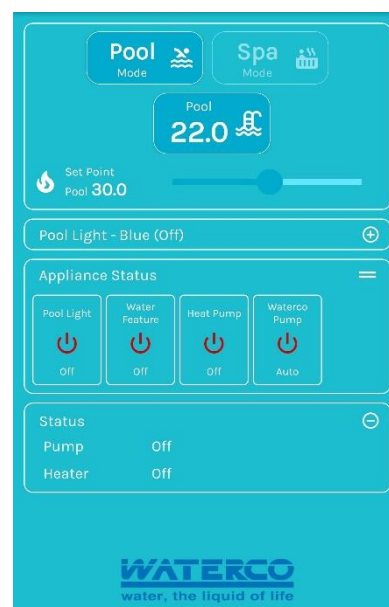 Pool
Mode
Spa
Mode
Pool
22.0
Set Point
Pool 30.0
Pool Light - Blue (Off)
Appliance Status
Pool Light
Off
Water
Feature
Off
Heat Pump
Off
Waterco
Pump
Auto
Status
Pump Off
Heater Off
WATERCO
water, the liquid of life